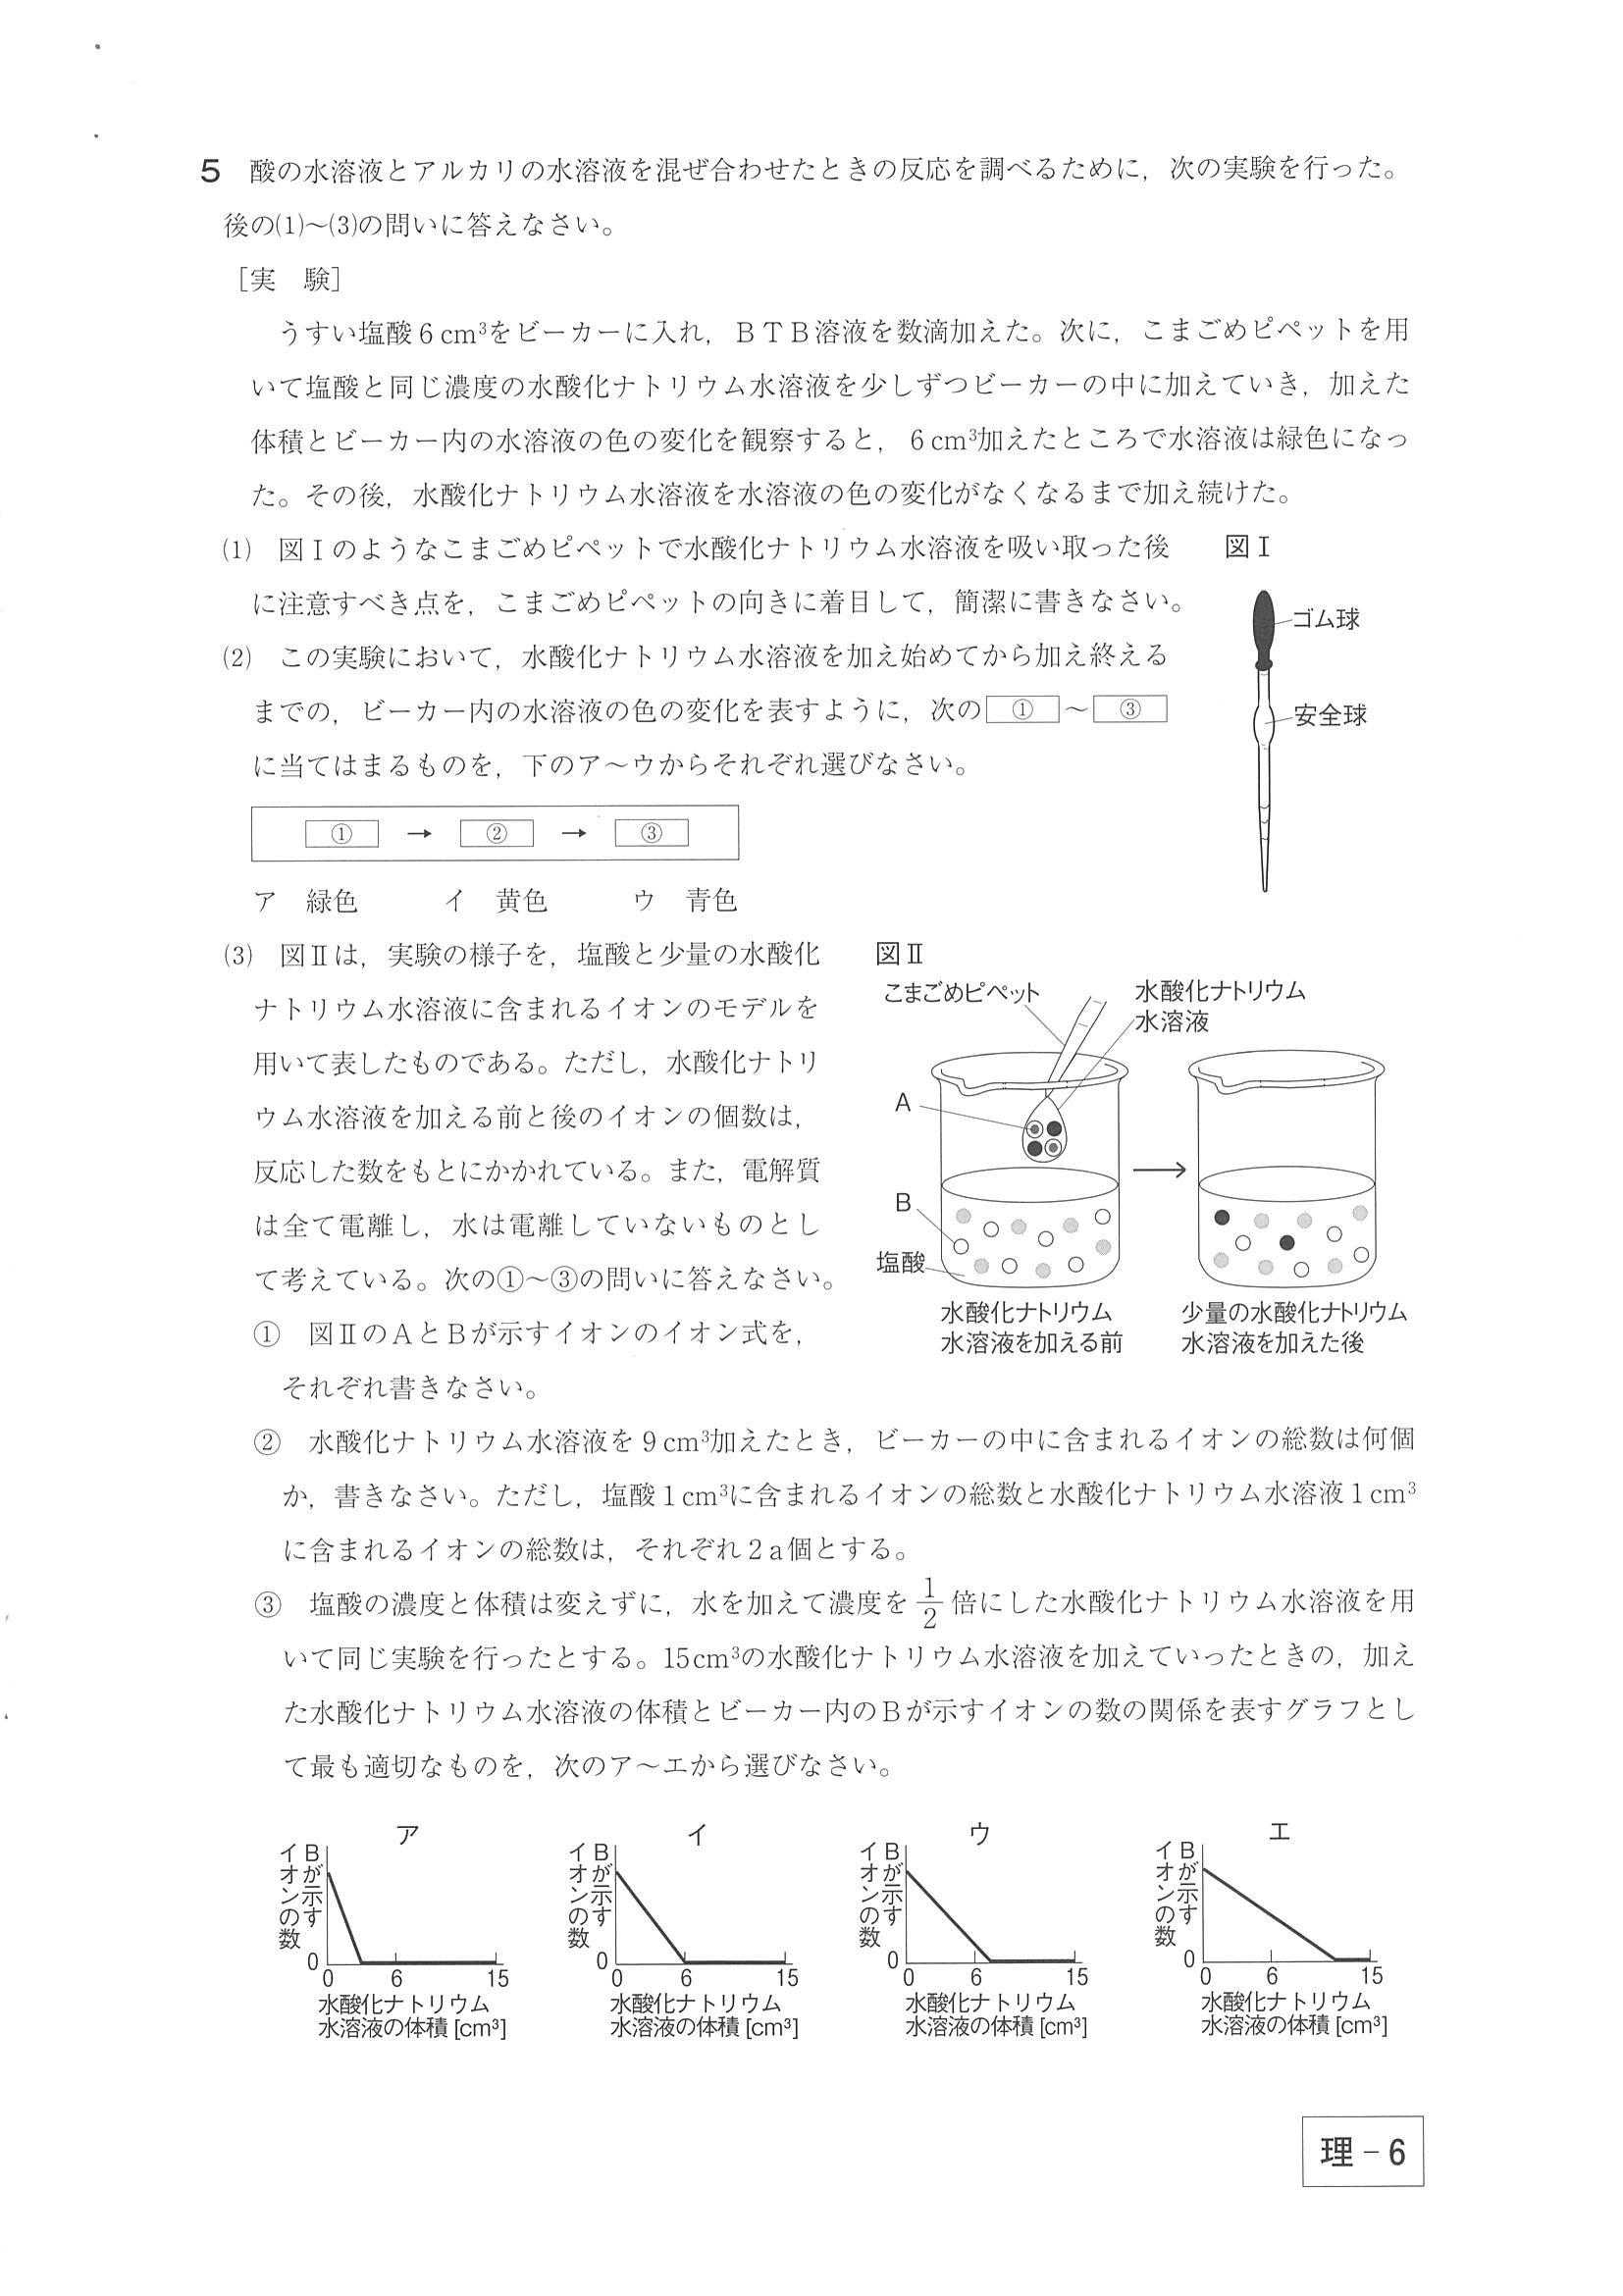 5 酸の水溶液とアルカリの水溶液を混ぜ合わせたときの反応を調べるために，次の実験を行った。
後の⑴～⑶の問いに答えなさい。
［実　験］
うすい塩酸６cm³をビーカーに入れ，ＢＴＢ溶液を数滴加えた。次に，こまごめピペットを用
いて塩酸と同じ濃度の水酸化ナトリウム水溶液を少しずつビーカーの中に加えていき，加えた
体積とビーカー内の水溶液の色の変化を観察すると，６cm³加えたところで水溶液は緑色になっ
た。その後，水酸化ナトリウム水溶液を水溶液の色の変化がなくなるまで加え続けた。
⑴　図Ⅰのようなこまごめピペットで水酸化ナトリウム水溶液を吸い取った後
に注意すべき点を，こまごめピペットの向きに着目して，簡潔に書きなさい。
図Ⅰ
ゴム球
安全球
⑵　この実験において，水酸化ナトリウム水溶液を加え始めてから加え終える
までの，ビーカー内の水溶液の色の変化を表すように，次の ① ～ ③
に当てはまるものを，下のア～ウからそれぞれ選びなさい。
① → ② → ③
ア　緑色　イ　黄色　ウ　青色
⑶　図Ⅱは，実験の様子を，塩酸と少量の水酸化
ナトリウム水溶液に含まれるイオンのモデルを
用いて表したものである。ただし，水酸化ナトリ
ウム水溶液を加える前と後のイオンの個数は，
反応した数をもとにかかれている。また，電解質
は全て電離し，水は電離していないものとし
て考えている。次の①～③の問いに答えなさい。
図Ⅱ
こまごめピペット
水酸化ナトリウム
水溶液
A
B
塩酸
水酸化ナトリウム
水溶液を加える前
少量の水酸化ナトリウム
水溶液を加えた後
①　図ⅡのＡとＢが示すイオンのイオン式を，
それぞれ書きなさい。
②　水酸化ナトリウム水溶液を９cm³加えたとき，ビーカーの中に含まれるイオンの総数は何個
か，書きなさい。ただし，塩酸１cm³に含まれるイオンの総数と水酸化ナトリウム水溶液１cm³
に含まれるイオンの総数は，それぞれ２a個とする。
③　塩酸の濃度と体積は変えずに，水を加えて濃度を1/2倍にした水酸化ナトリウム水溶液を用
いて同じ実験を行ったとする。15cm³の水酸化ナトリウム水溶液を加えていったときの，加え
た水酸化ナトリウム水溶液の体積とビーカー内のＢが示すイオンの数の関係を表すグラフとし
て最も適切なものを，次のア～エから選びなさい。
ア
Bが示す
イオンの数
0
0 6 15
水酸化ナトリウム
水溶液の体積 [cm³]
イ
Bが示す
イオンの数
0
0 6 15
水酸化ナトリウム
水溶液の体積 [cm³]
ウ
Bが示す
イオンの数
0
0 6 15
水酸化ナトリウム
水溶液の体積 [cm³]
エ
Bが示す
イオンの数
0
0 6 15
水酸化ナトリウム
水溶液の体積 [cm³]
理－6